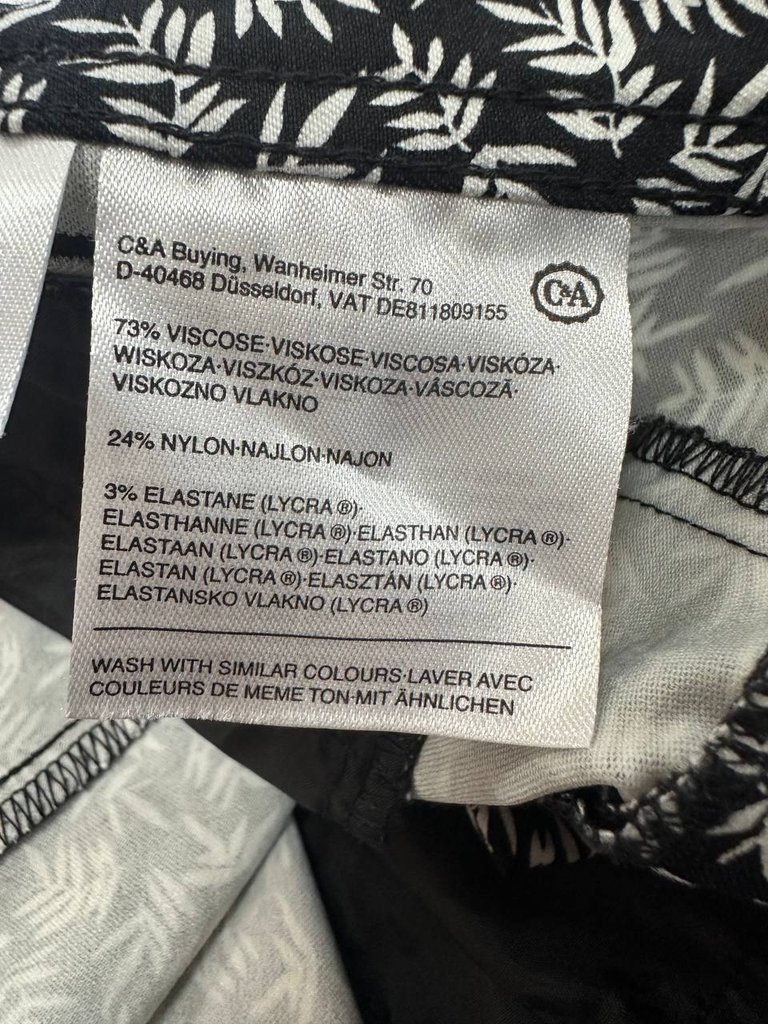 C&A Buying, Wanheimer Str. 70
D-40468 Düsseldorf, VAT DE811809155
C&A
73% VISCOSE·VISKOSE·VISCOSA·VISKÓZA·
WISKOZA·VISZKÓZ·VISKOZA·VÂSCOZĂ·
VISKOZNO VLAKNO
24% NYLON·NAJLON·NAJON
3% ELASTANE (LYCRA ®)·
ELASTHANNE (LYCRA ®)·ELASTHAN (LYCRA ®)·
ELASTAAN (LYCRA ®)·ELASTANO (LYCRA ®)·
ELASTAN (LYCRA ®)·ELASZTÁN (LYCRA ®)·
ELASTANSKO VLAKNO (LYCRA ®)
WASH WITH SIMILAR COLOURS·LAVER AVEC
COULEURS DE MEME TON·MIT ÄHNLICHEN